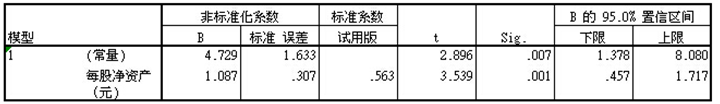 模型 非标准化系数 标准系数 t Sig. B 的 95.0% 置信区间
B 标准 误差 试用版 下限 上限
1 (常量) 4.729 1.633 2.896 .007 1.378 8.080
每股净资产 1.087 .307 .563 3.539 .001 .457 1.717
(元)